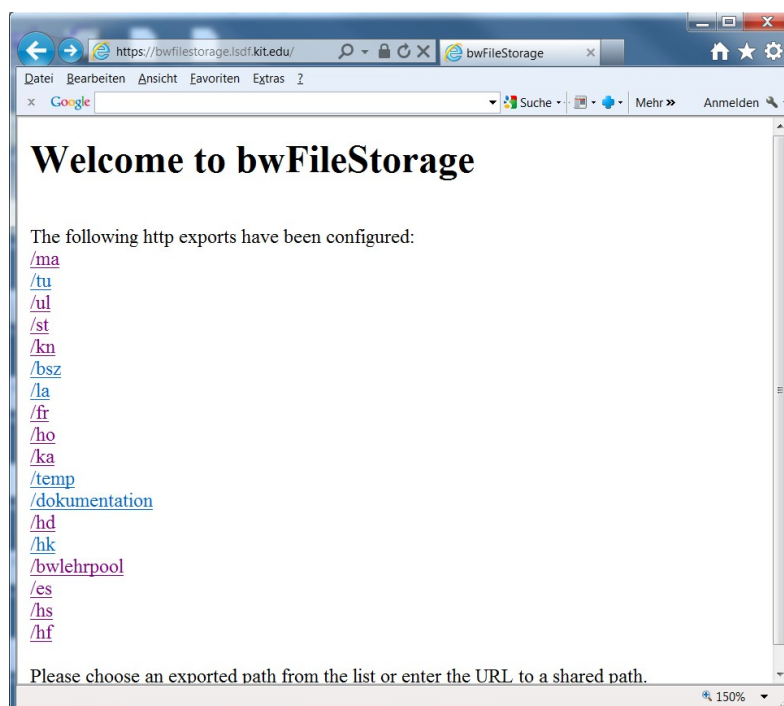 https://bwfilestorage.lsdf.kit.edu/
bwFileStorage
Datei Bearbeiten Ansicht Favoriten Extras ?
x Google Suche Mehr » Anmelden
Welcome to bwFileStorage
The following http exports have been configured:
/ma
/tu
/ul
/st
/kn
/bsz
/la
/fr
/ho
/ka
/temp
/dokumentation
/hd
/hk
/bwlehrpool
/es
/hs
/hf
Please choose an exported path from the list or enter the URL to a shared path.
150%